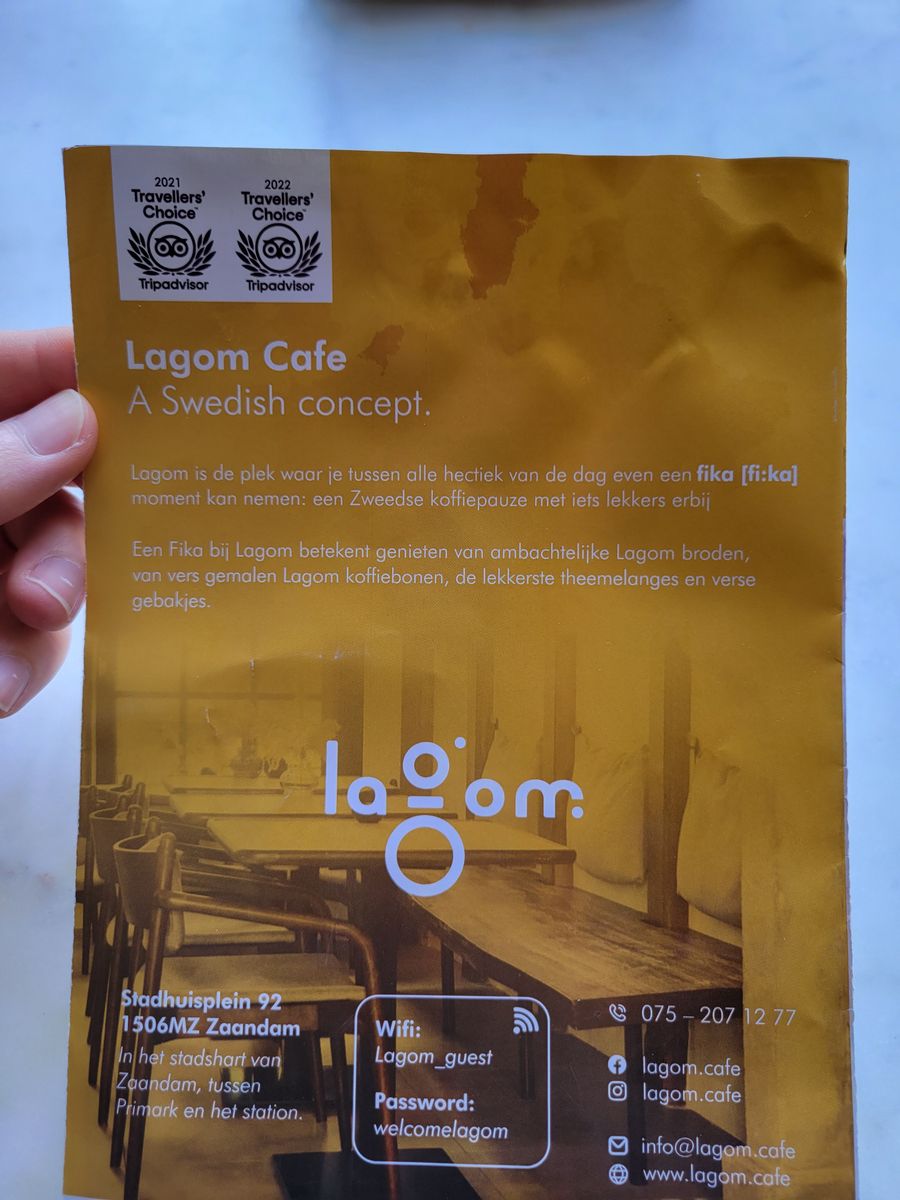 2021
Travellers'
Choice™
Tripadvisor
2022
Travellers'
Choice™
Tripadvisor
Lagom Cafe
A Swedish concept.
Lagom is de plek waar je tussen alle hectiek van de dag even een fika [fi:ka]
moment kan nemen: een Zweedse koffiepauze met iets lekkers erbij
Een Fika bij Lagom betekent genieten van ambachtelijke Lagom broden,
van vers gemalen Lagom koffiebonen, de lekkerste theemelanges en verse
gebakjes.
lagom.
Stadhuisplein 92
1506MZ Zaandam
In het stadshart van
Zaandam, tussen
Primark en het station.
Wifi:
Lagom_guest
Password:
welcomelagom
075 – 207 12 77
lagom.cafe
lagom.cafe
info@lagom.cafe
www.lagom.cafe